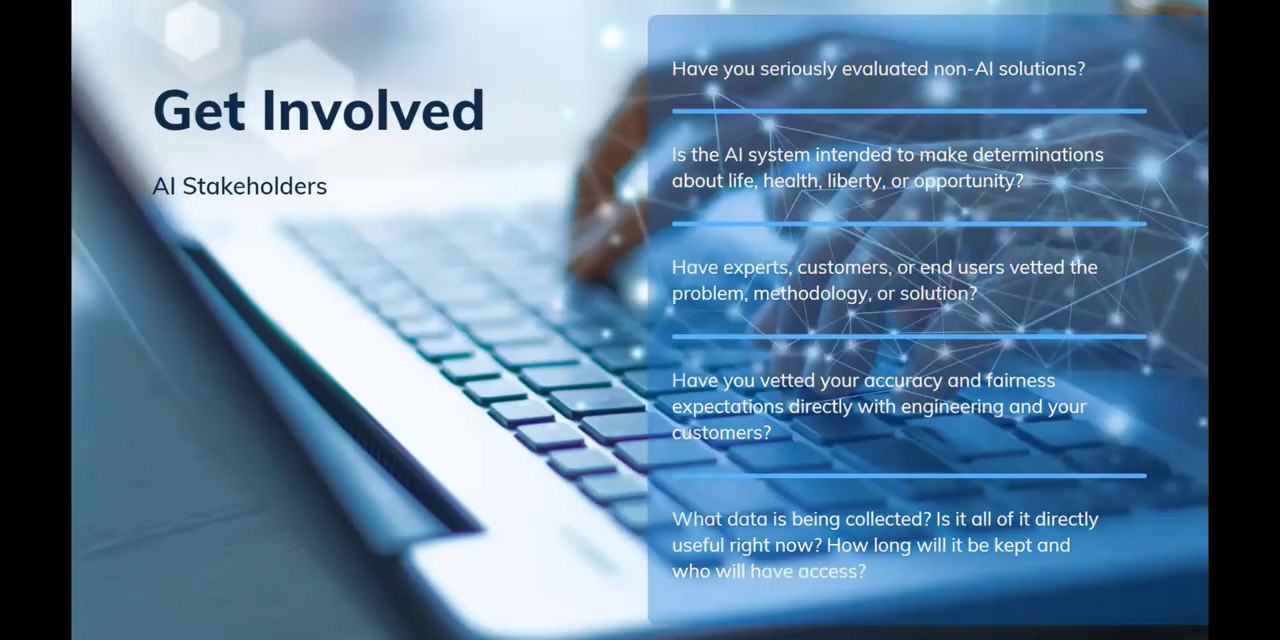 Get Involved
AI Stakeholders
Have you seriously evaluated non-AI solutions?
Is the AI system intended to make determinations
about life, health, liberty, or opportunity?
Have experts, customers, or end users vetted the
problem, methodology, or solution?
Have you vetted your accuracy and fairness
expectations directly with engineering and your
customers?
What data is being collected? Is it all of it directly
useful right now? How long will it be kept and
who will have access?